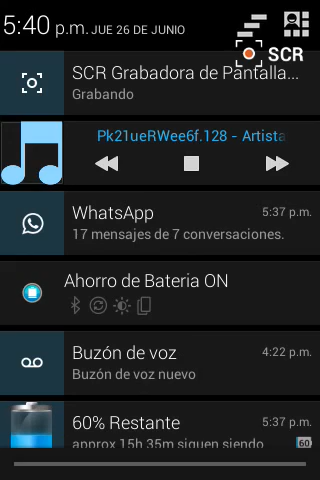 5:40 p.m. JUE 26 DE JUNIO
SCR
SCR Grabadora de Pantalla...
Grabando
Pk21ueRWee6f.128 - Artista
WhatsApp 5:37 p.m.
17 mensajes de 7 conversaciones.
Ahorro de Bateria ON
Buzón de voz 4:22 p.m.
Buzón de voz nuevo
60% Restante 5:37 p.m.
approx 15h 35m siguen siendo 60